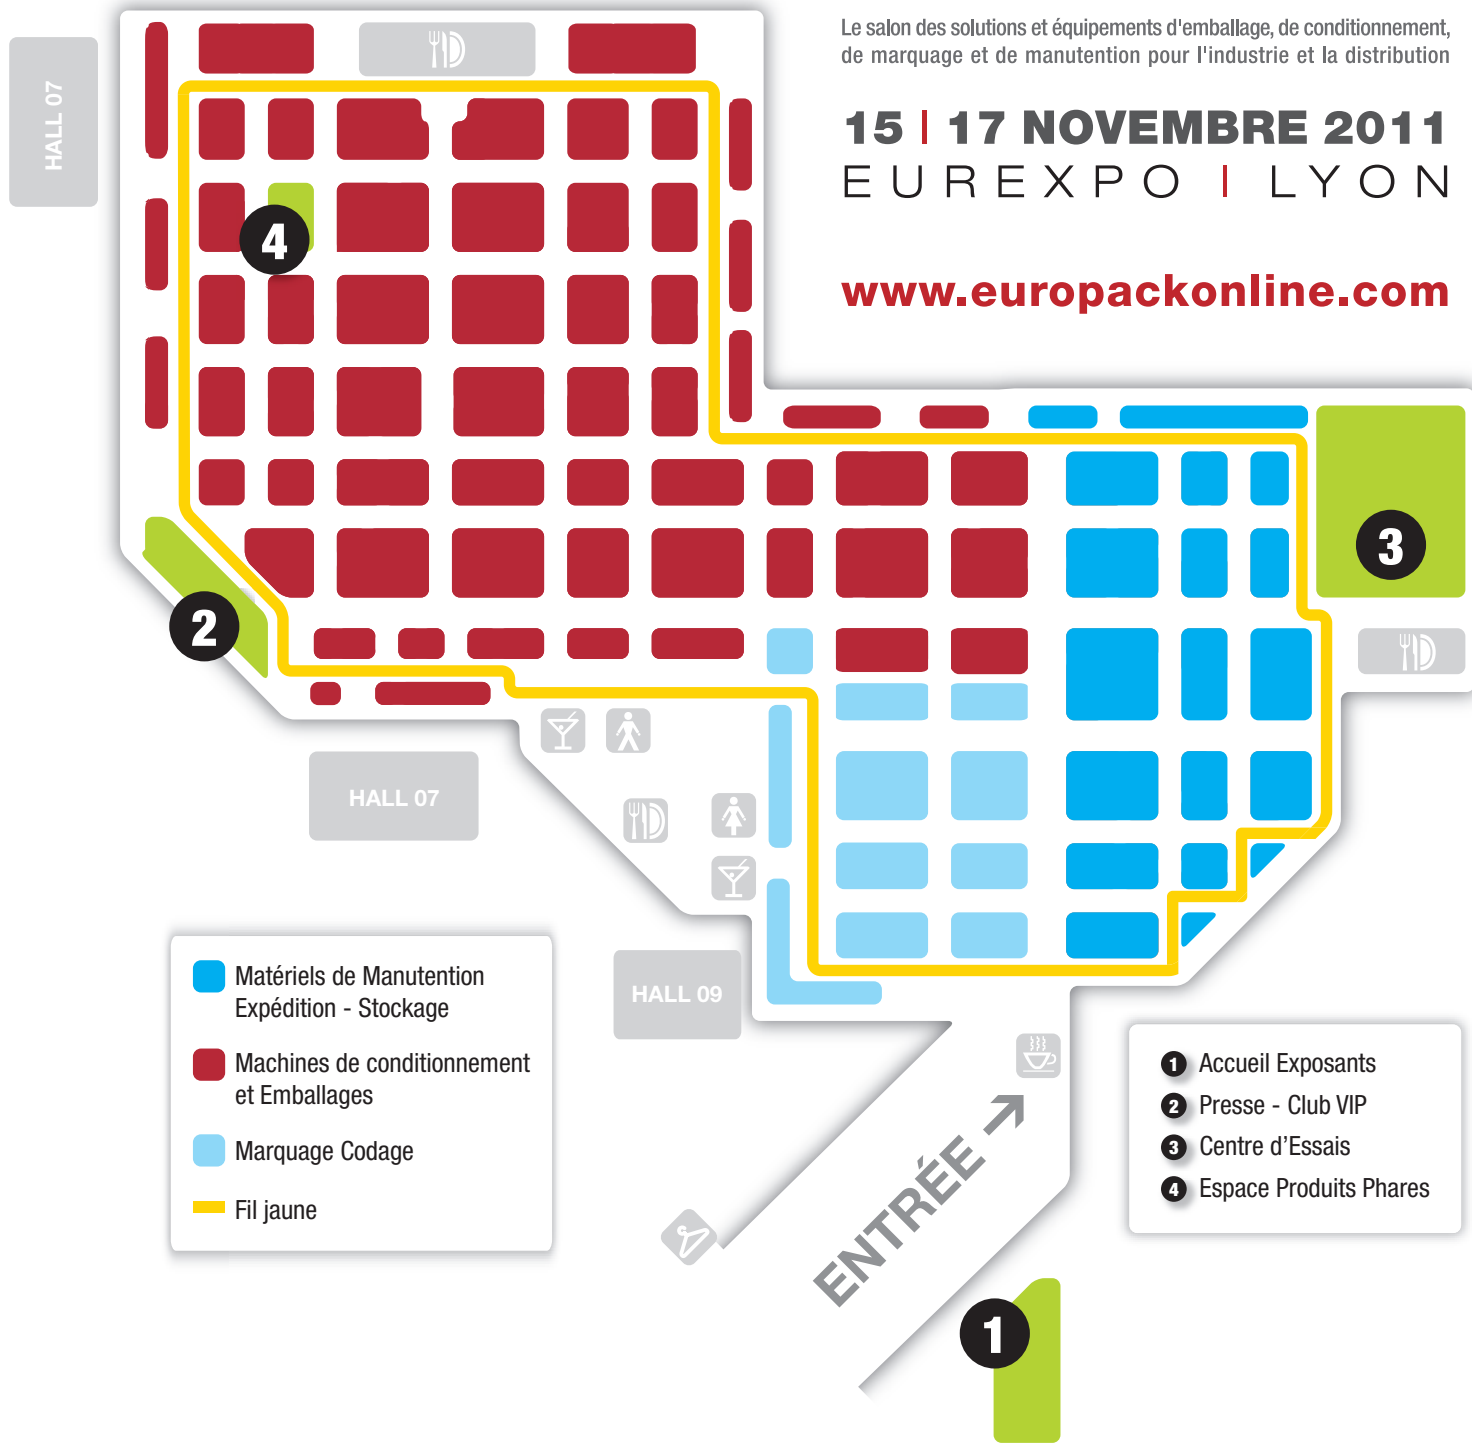 Le salon des solutions et équipements d'emballage, de conditionnement,
de marquage et de manutention pour l'industrie et la distribution
15 | 17 NOVEMBRE 2011
EUREXPO | LYON
www.europackonline.com
HALL 07
4
3
2
HALL 07
HALL 09
Matériels de Manutention
Expédition - Stockage
Machines de conditionnement
et Emballages
Marquage Codage
Fil jaune
ENTRÉE
1 Accueil Exposants
2 Presse - Club VIP
3 Centre d'Essais
4 Espace Produits Phares
1